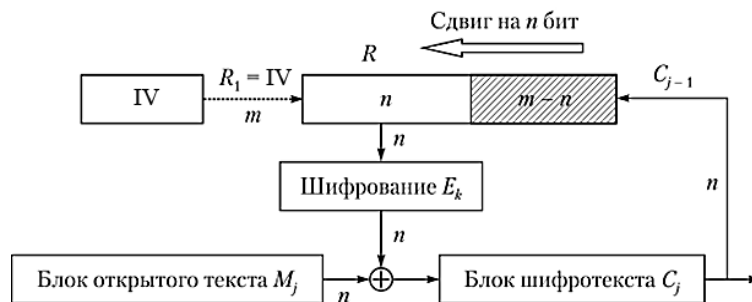 Сдвиг на n бит
R
IV
R₁ = IV
m
n
m – n
Cⱼ₋₁
n
Шифрование Eₖ
n
n
Блок открытого текста Mⱼ
n
Блок шифротекста Cⱼ